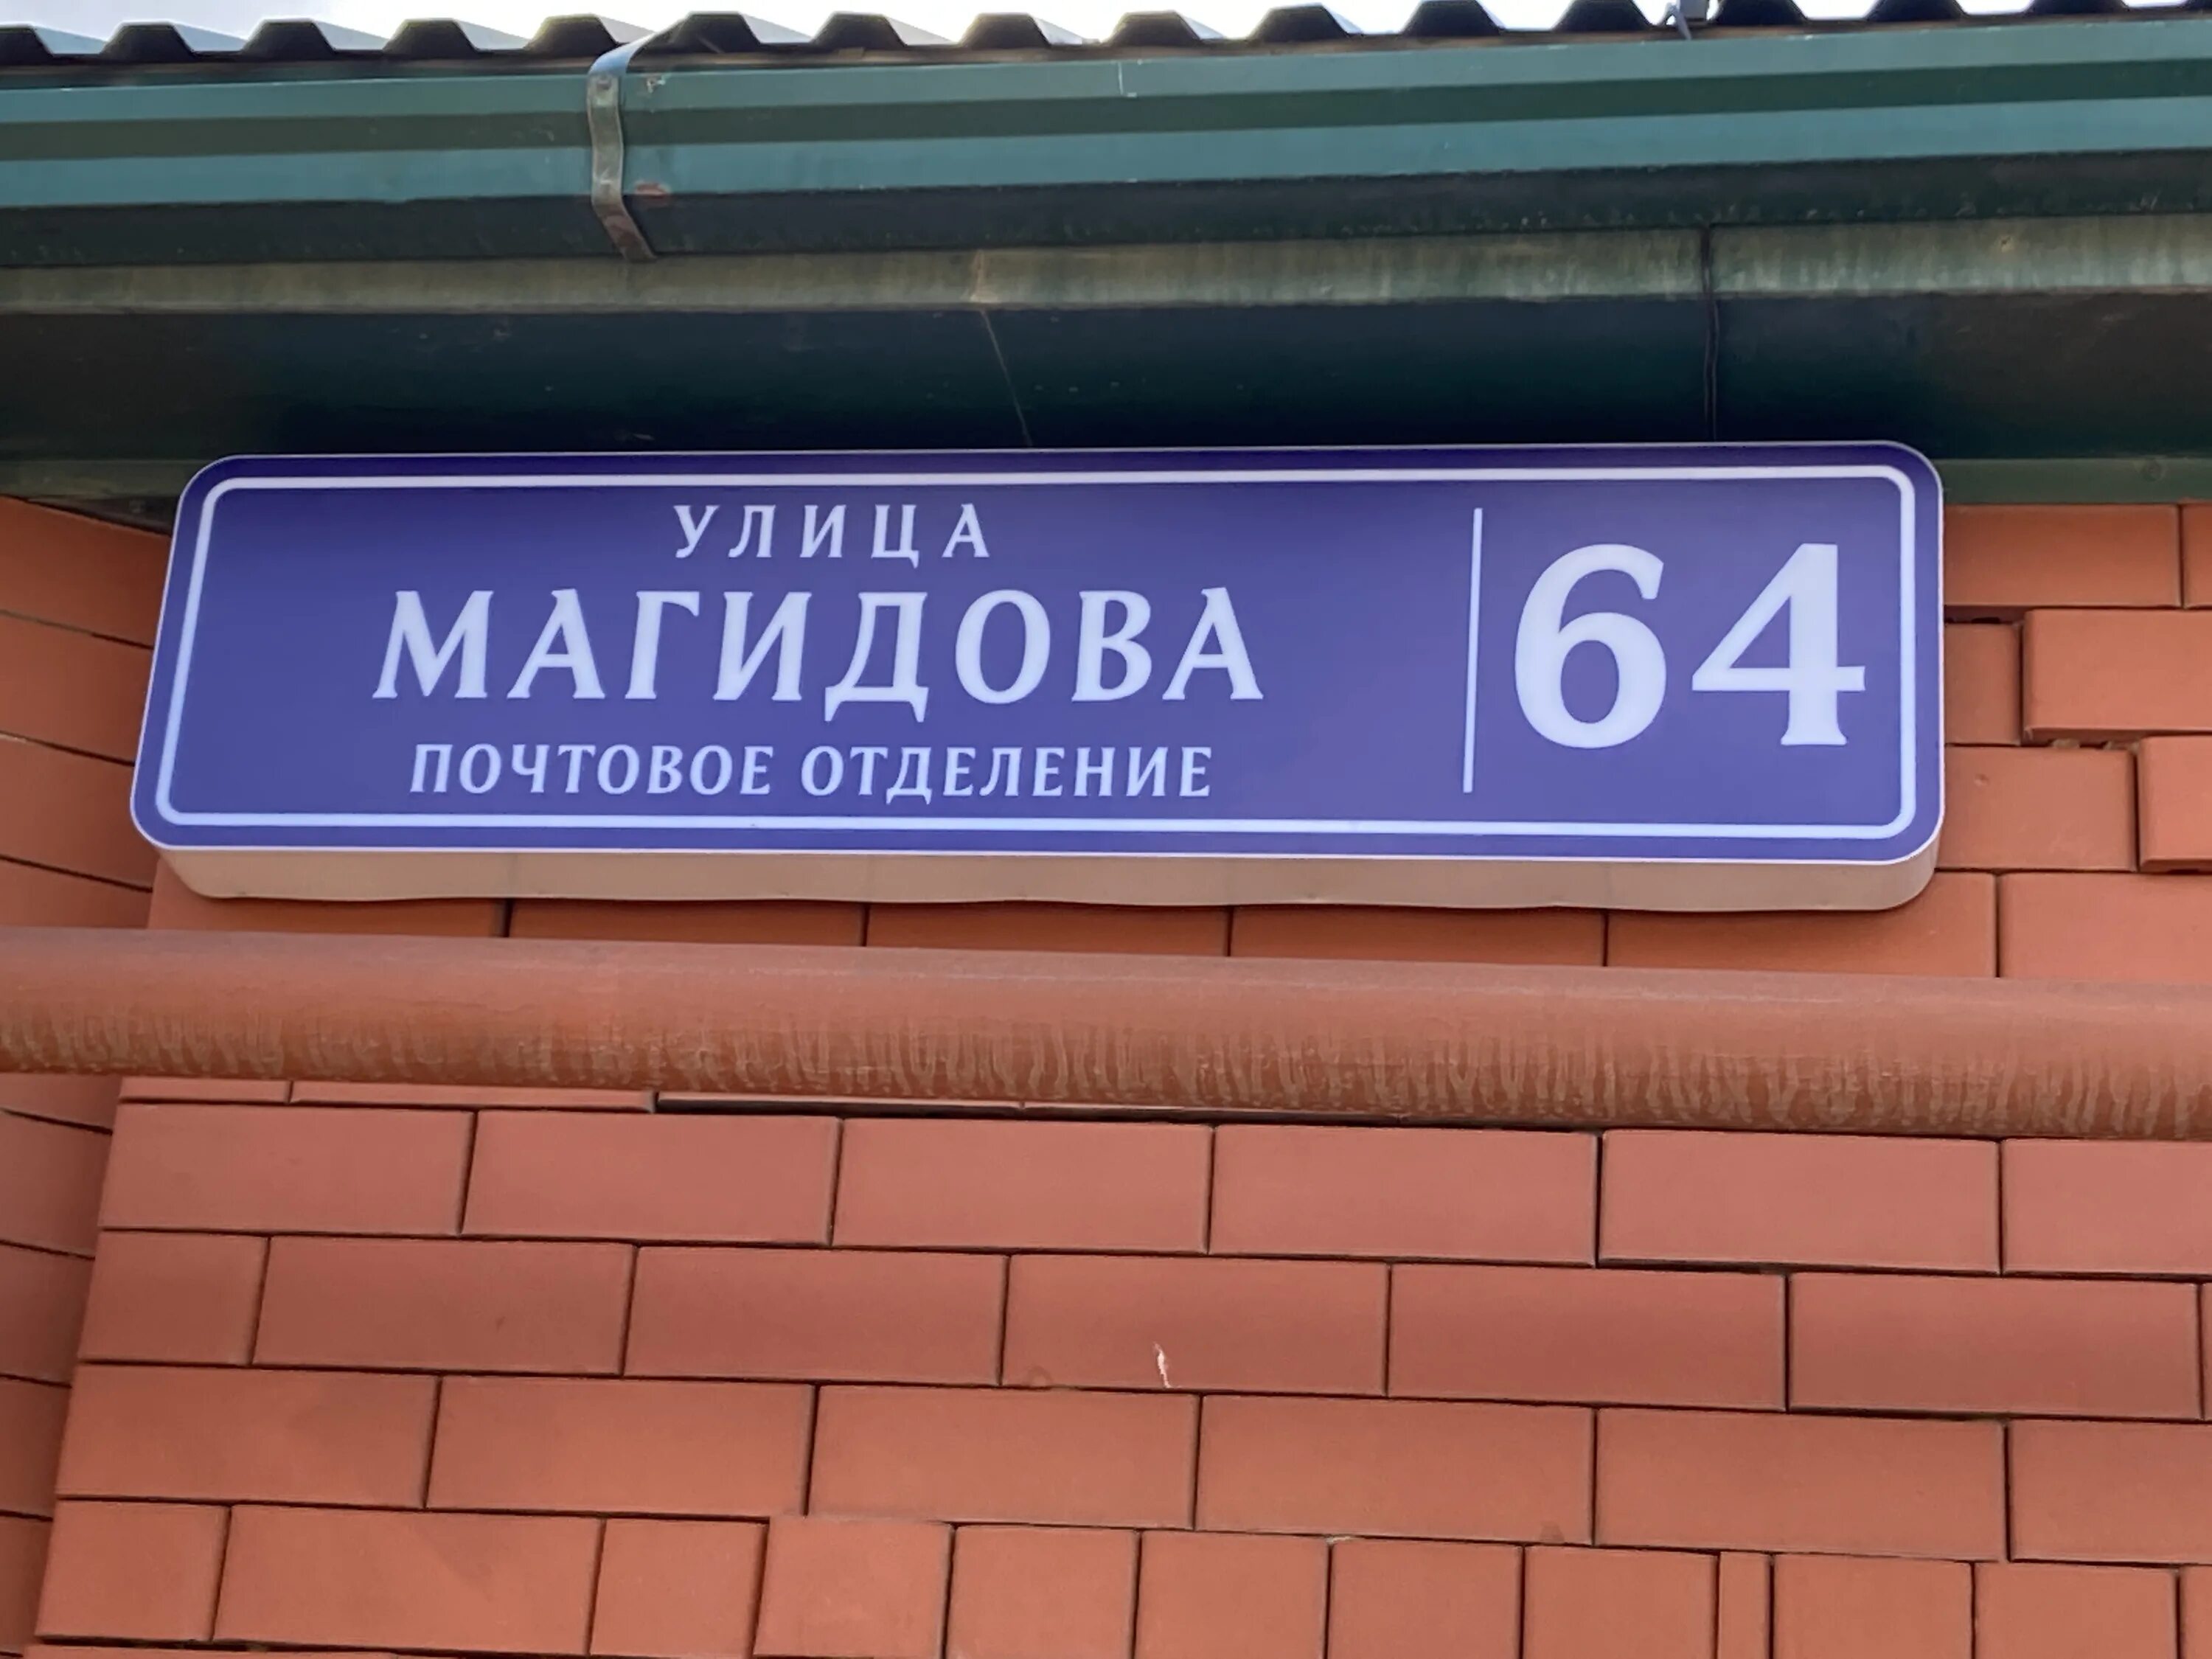 УЛИЦА
МАГИДОВА
ПОЧТОВОЕ ОТДЕЛЕНИЕ
64